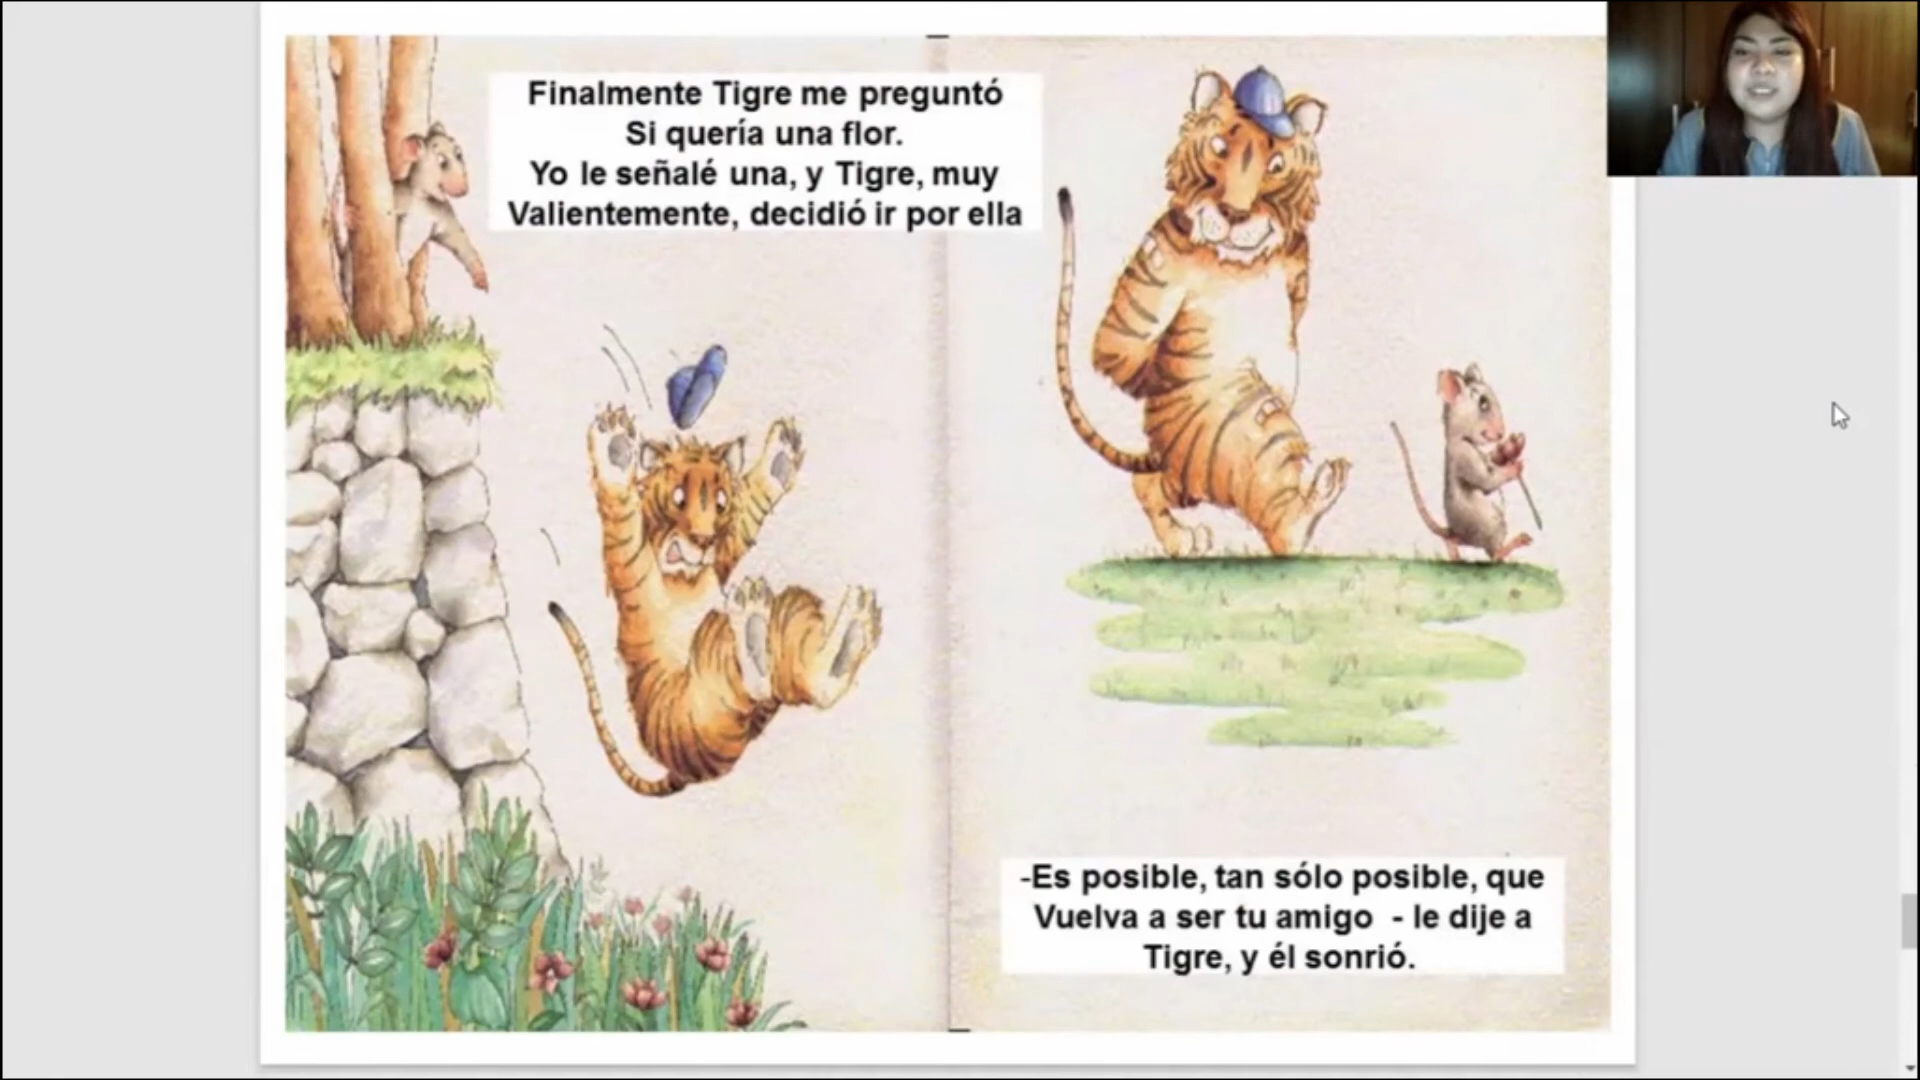 Finalmente Tigre me preguntó
Si quería una flor.
Yo le señalé una, y Tigre, muy
Valientemente, decidió ir por ella
-Es posible, tan sólo posible, que
Vuelva a ser tu amigo - le dije a
Tigre, y él sonrió.